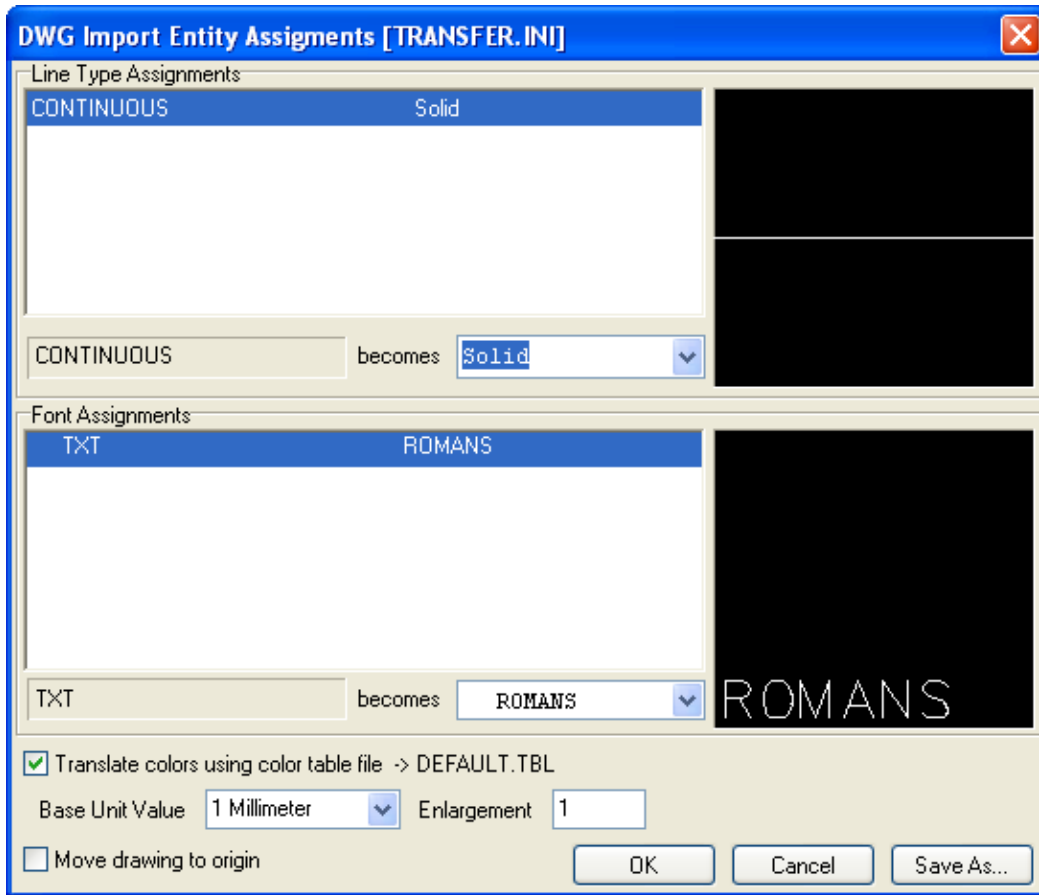 DWG Import Entity Assigments [TRANSFER.INI]
Line Type Assignments
CONTINUOUS Solid
CONTINUOUS becomes Solid
Font Assignments
TXT ROMANS
TXT becomes ROMANS
ROMANS
Translate colors using color table file -> DEFAULT.TBL
Base Unit Value 1 Millimeter Enlargement 1
Move drawing to origin OK Cancel Save As...